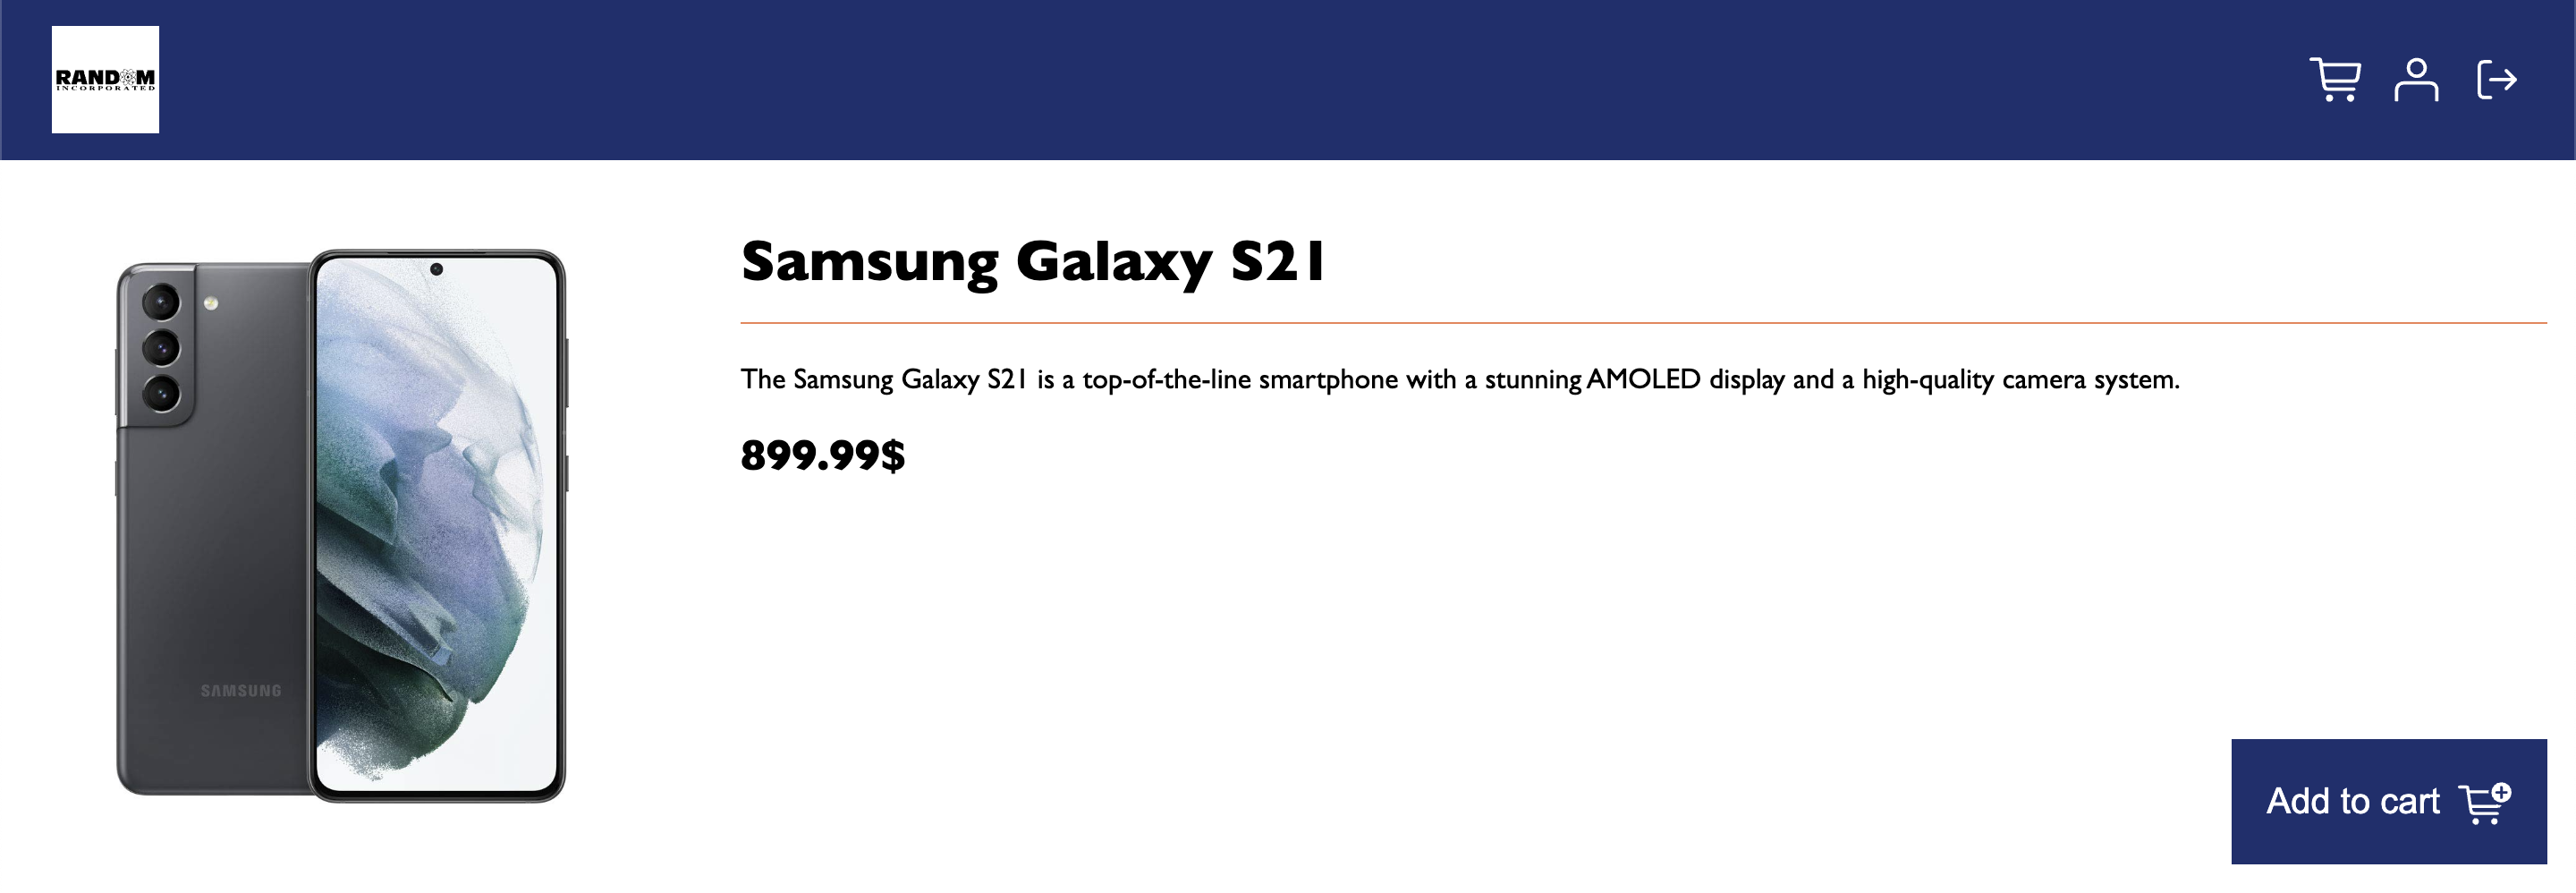 RANDOM
INCORPORATED
Samsung Galaxy S21
The Samsung Galaxy S21 is a top-of-the-line smartphone with a stunning AMOLED display and a high-quality camera system.
899.99$
SAMSUNG
Add to cart